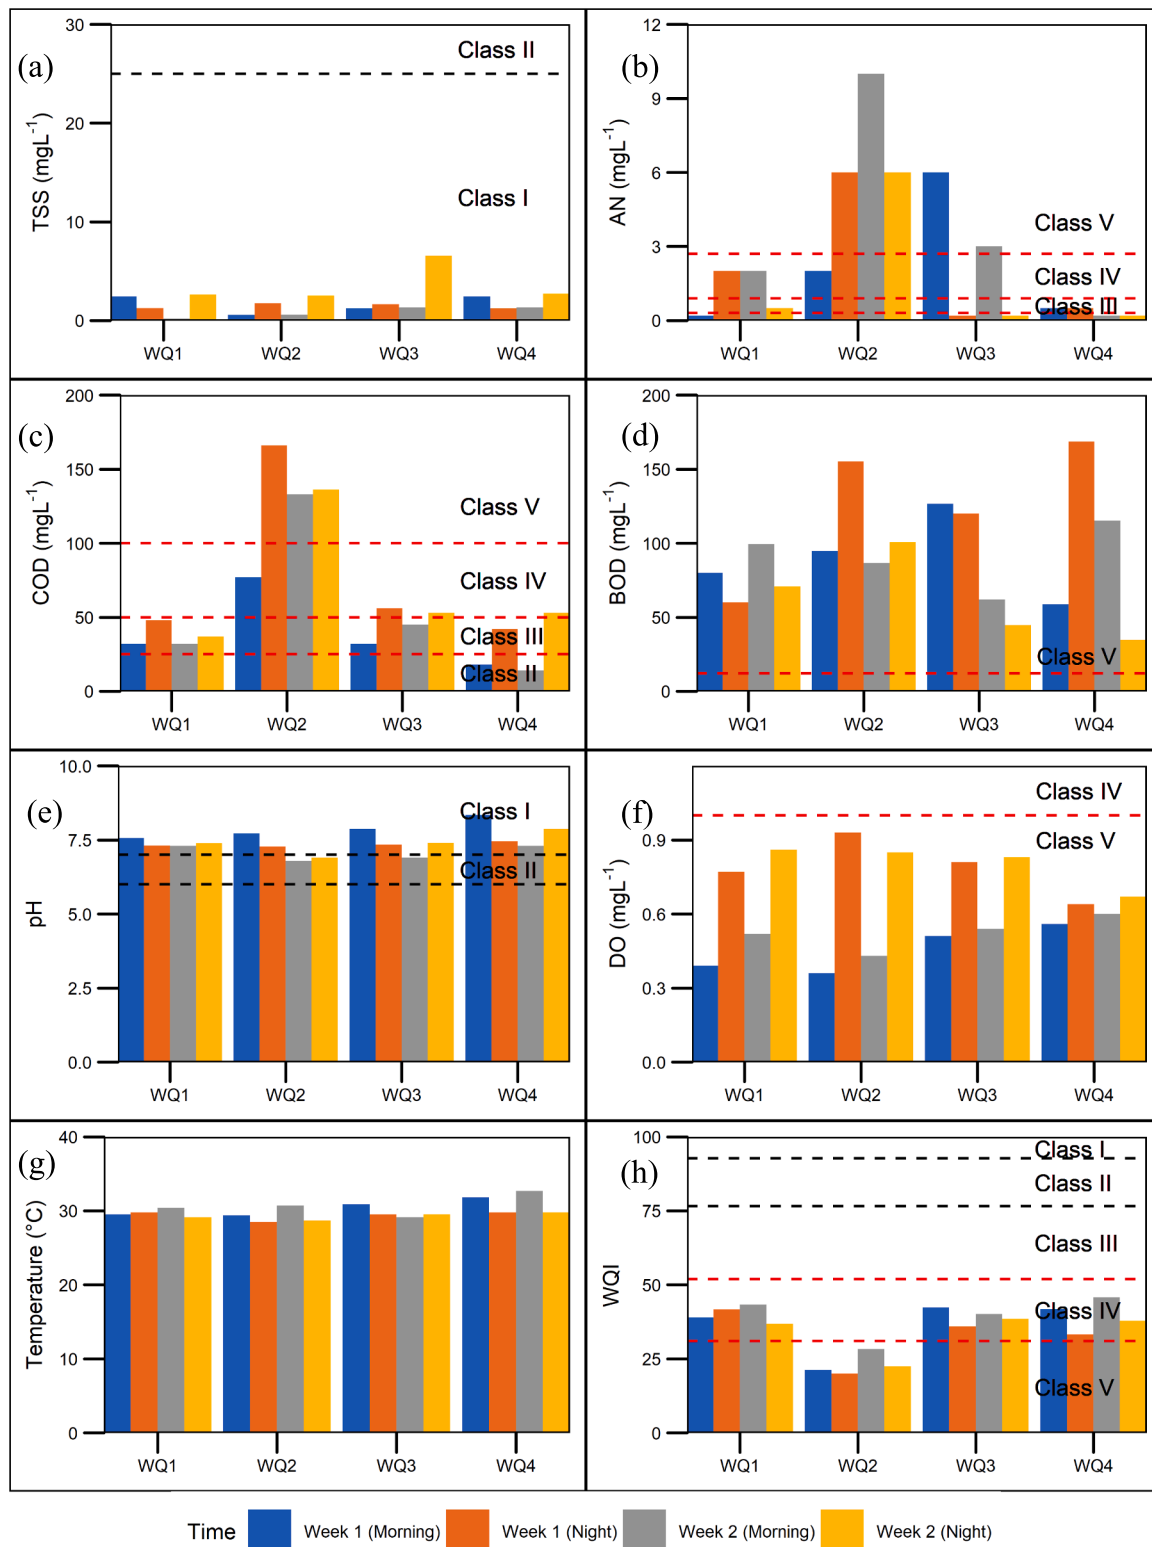 (a)
TSS (mgL⁻¹)
30
20
10
0
Class II
Class I
WQ1 WQ2 WQ3 WQ4
(b)
AN (mgL⁻¹)
12
9
6
3
0
Class V
Class IV
Class III
WQ1 WQ2 WQ3 WQ4
(c)
COD (mgL⁻¹)
200
150
100
50
0
Class V
Class IV
Class III
Class II
WQ1 WQ2 WQ3 WQ4
(d)
BOD (mgL⁻¹)
200
150
100
50
0
Class V
WQ1 WQ2 WQ3 WQ4
(e)
pH
10.0
7.5
5.0
2.5
0.0
Class I
Class II
WQ1 WQ2 WQ3 WQ4
(f)
DO (mgL⁻¹)
0.9
0.6
0.3
0.0
Class IV
Class V
WQ1 WQ2 WQ3 WQ4
(g)
Temperature (°C)
40
30
20
10
0
WQ1 WQ2 WQ3 WQ4
(h)
WQI
100
75
50
25
0
Class I
Class II
Class III
Class IV
Class V
WQ1 WQ2 WQ3 WQ4
Time Week 1 (Morning) Week 1 (Night) Week 2 (Morning) Week 2 (Night)